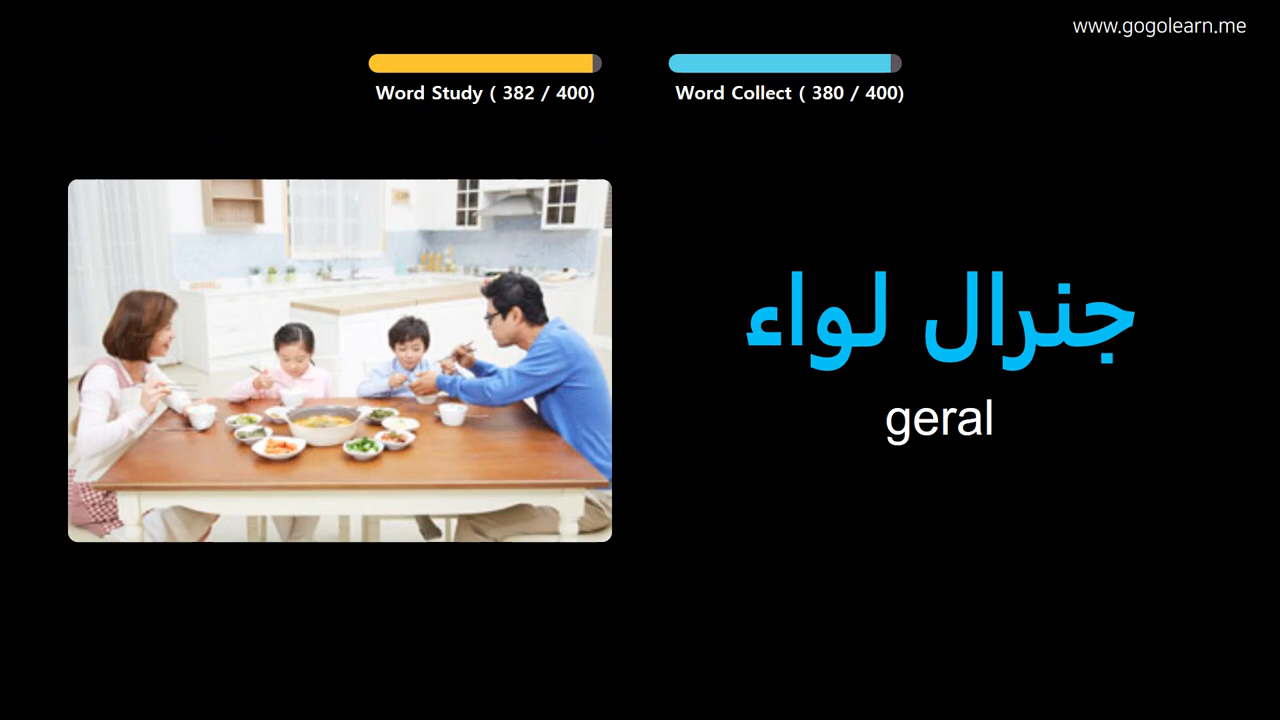 www.gogolearn.me
Word Study ( 382 / 400)
Word Collect ( 380 / 400)
جنرال لواء
geral